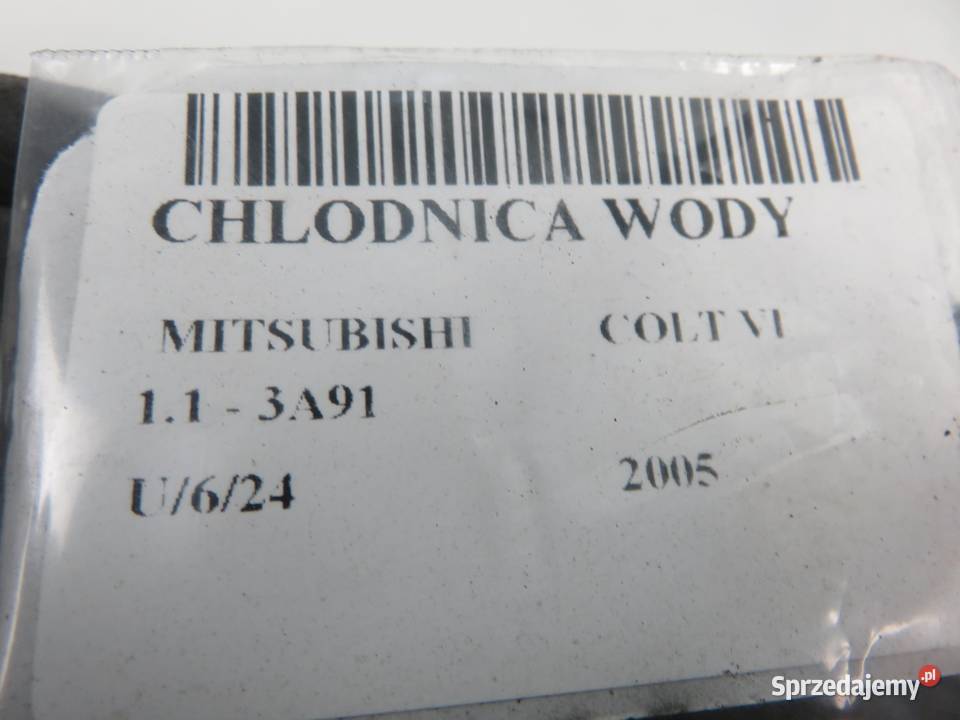 CHLODNICA WODY
MITSUBISHI COLT VI
1.1 - 3A91
U/6/24 2005
Sprzedajemy.pl